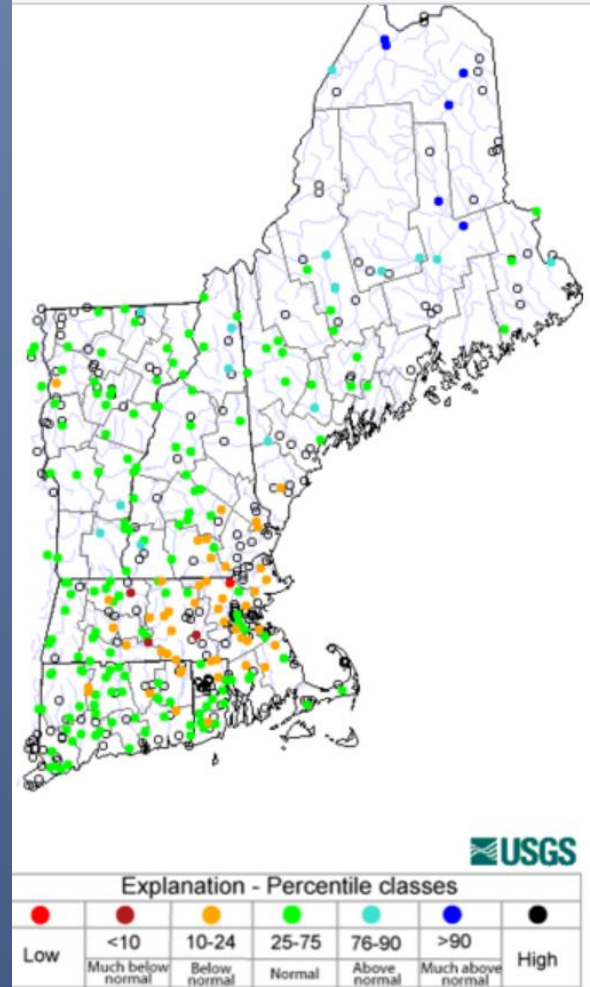 USGS
Explanation - Percentile classes
Low
<10
10-24
25-75
76-90
>90
High
Much below normal
Below normal
Normal
Above normal
Much above normal